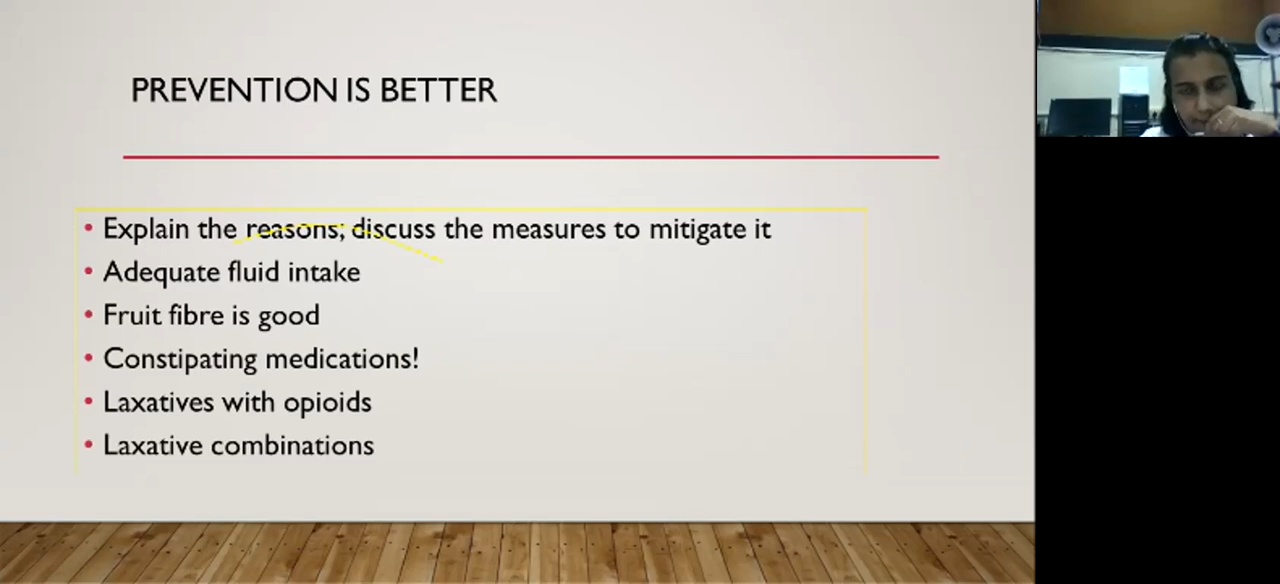 PREVENTION IS BETTER
• Explain the reasons; discuss the measures to mitigate it
• Adequate fluid intake
• Fruit fibre is good
• Constipating medications!
• Laxatives with opioids
• Laxative combinations